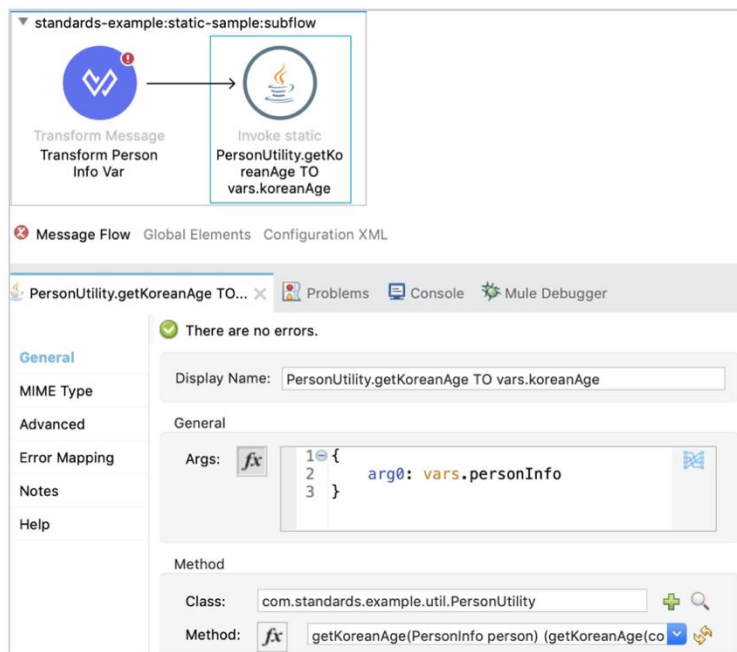 standards-example:static-sample:subflow
Transform Message
Transform Person
Info Var
Invoke static
PersonUtility.getKo
reanAge TO
vars.koreanAge
Message Flow Global Elements Configuration XML
PersonUtility.getKoreanAge TO... Problems Console Mule Debugger
There are no errors.
General
MIME Type
Advanced
Error Mapping
Notes
Help
Display Name: PersonUtility.getKoreanAge TO vars.koreanAge
General
Args: fx
1 {
2 arg0: vars.personInfo
3 }
Method
Class: com.standards.example.util.PersonUtility
Method: fx getKoreanAge(PersonInfo person) (getKoreanAge(co